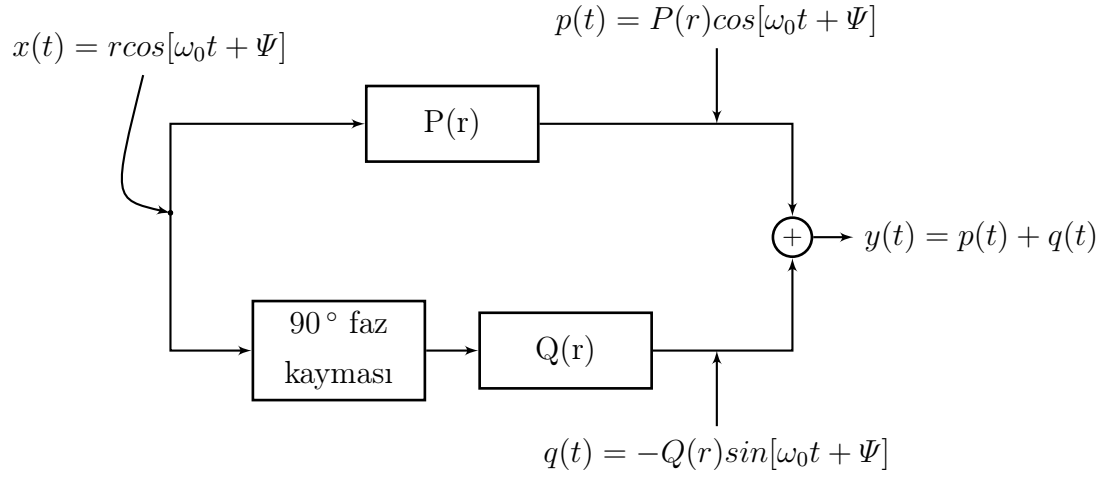 p(t) = P(r)cos[ω₀t + Ψ]
x(t) = rcos[ω₀t + Ψ]
P(r)
+
y(t) = p(t) + q(t)
90° faz
kayması
Q(r)
q(t) = −Q(r)sin[ω₀t + Ψ]